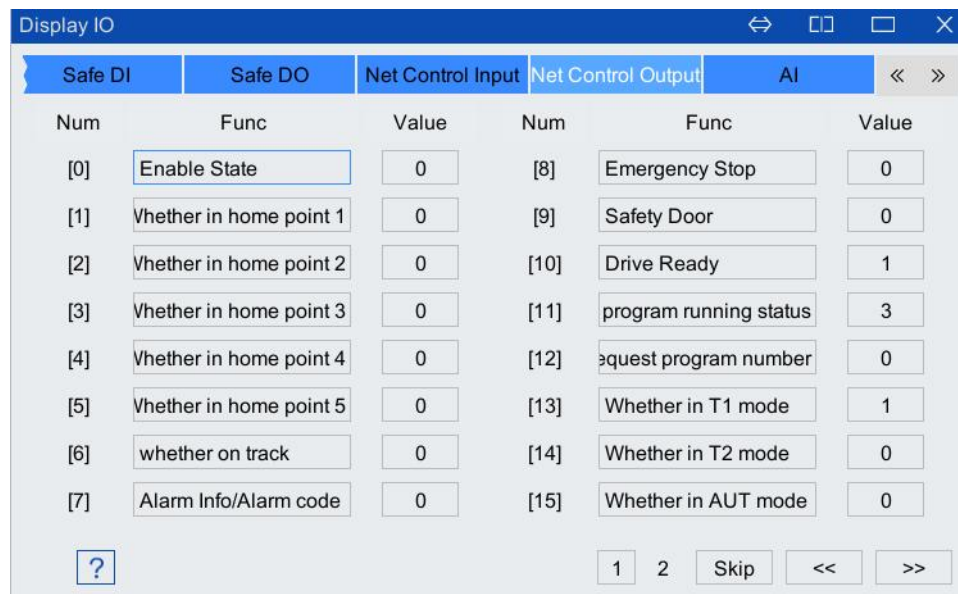 Display IO
Safe DI Safe DO Net Control Input Net Control Output AI « »
Num Func Value Num Func Value
[0] Enable State 0 [8] Emergency Stop 0
[1] Whether in home point 1 0 [9] Safety Door 0
[2] Whether in home point 2 0 [10] Drive Ready 1
[3] Whether in home point 3 0 [11] program running status 3
[4] Whether in home point 4 0 [12] equest program number 0
[5] Whether in home point 5 0 [13] Whether in T1 mode 1
[6] whether on track 0 [14] Whether in T2 mode 0
[7] Alarm Info/Alarm code 0 [15] Whether in AUT mode 0
? 1 2 Skip << >>